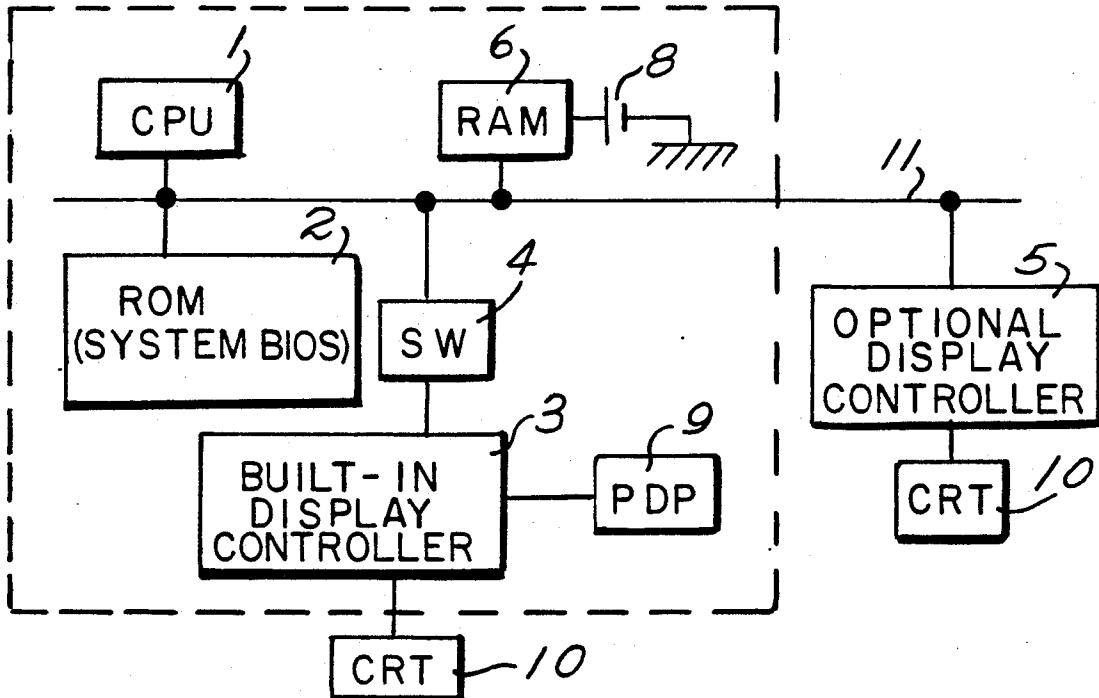 1
CPU
6
RAM
8
11
2
ROM
(SYSTEM BIOS)
4
SW
5
OPTIONAL
DISPLAY
CONTROLLER
3
BUILT-IN
DISPLAY
CONTROLLER
9
PDP
CRT
10
CRT
10